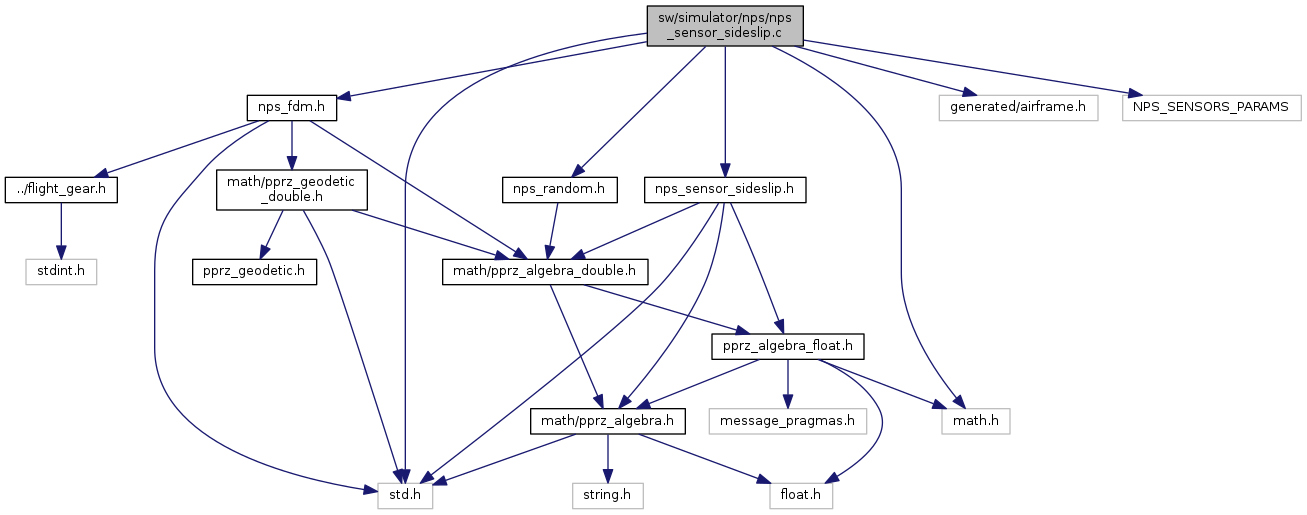 sw/simulator/nps/nps
_sensor_sideslip.c
nps_fdm.h
generated/airframe.h
NPS_SENSORS_PARAMS
../flight_gear.h
math/pprz_geodetic
_double.h
nps_random.h
nps_sensor_sideslip.h
stdint.h
pprz_geodetic.h
math/pprz_algebra_double.h
pprz_algebra_float.h
math/pprz_algebra.h
message_pragmas.h
math.h
std.h
string.h
float.h